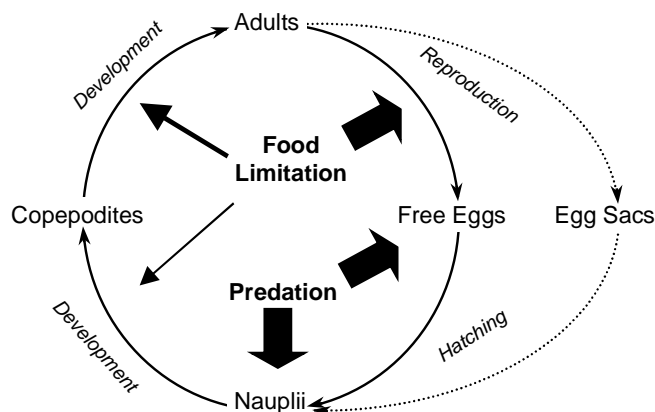 Adults
Development
Reproduction
Food
Limitation
Copepodites
Free Eggs
Egg Sacs
Predation
Development
Hatching
Nauplii